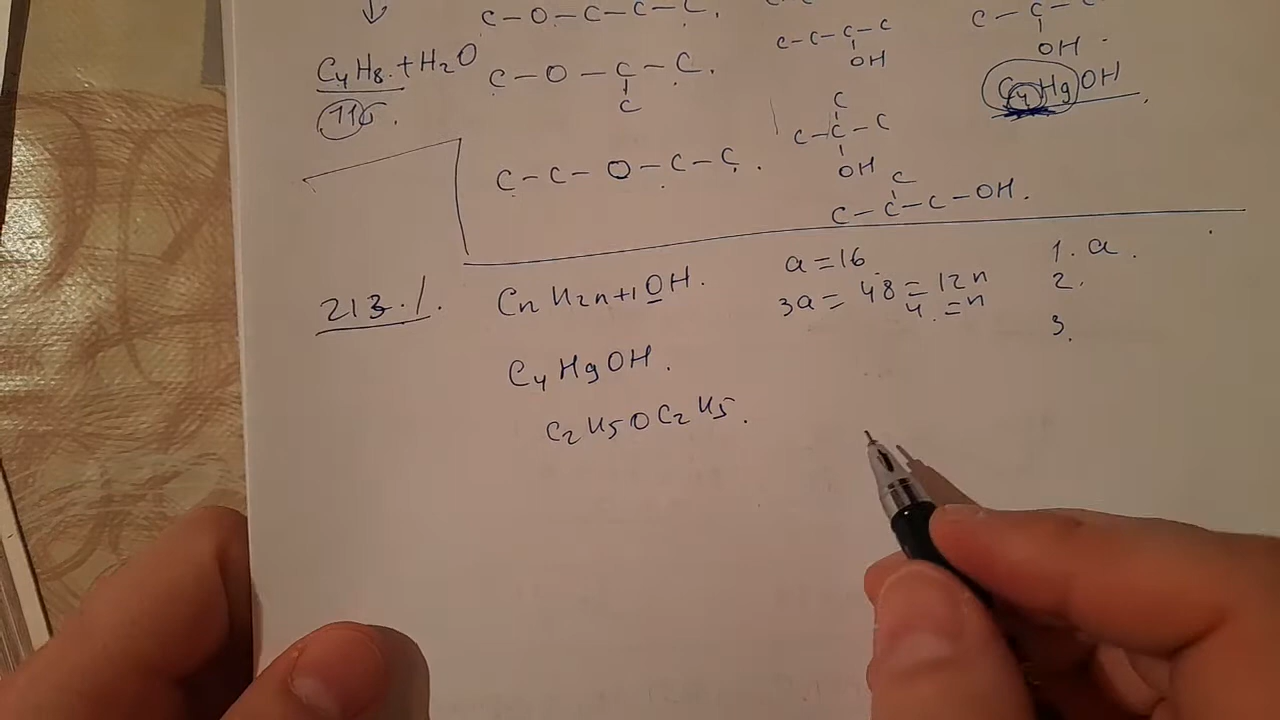 C-O-C-C-C.
C₄H₈.+H₂O
116.
C-O-C-C.
C
C-C-O-C-C.
C-C-C-C
OH
C
C-C-C
OH
C
C-C-C-OH.
C-C-C
OH.
C₄H₉OH
213./.
CnH2n+1OH.
C₄H₉OH.
C₂H₅OC₂H₅.
a=16
3a=48=12n
4.=n
1. a.
2.
3.